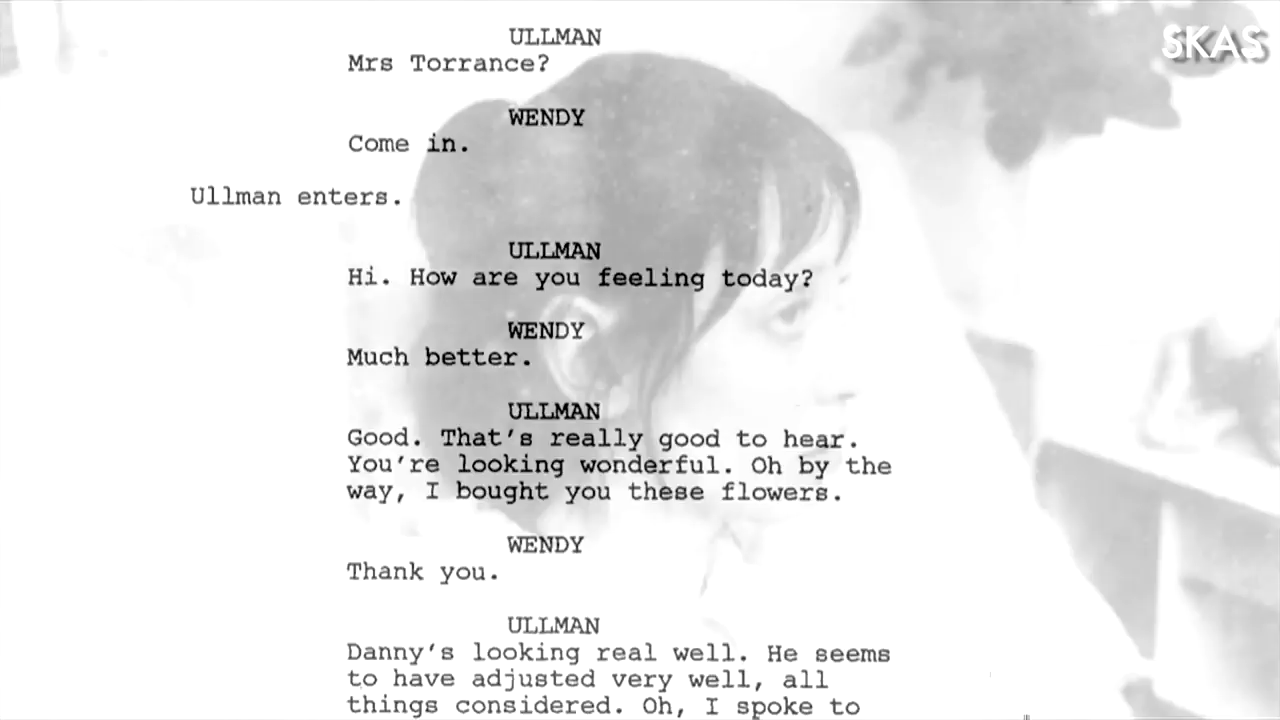 SKAS
ULLMAN
Mrs Torrance?
WENDY
Come in.
Ullman enters.
ULLMAN
Hi. How are you feeling today?
WENDY
Much better.
ULLMAN
Good. That's really good to hear.
You're looking wonderful. Oh by the
way, I bought you these flowers.
WENDY
Thank you.
ULLMAN
Danny's looking real well. He seems
to have adjusted very well, all
things considered. Oh, I spoke to